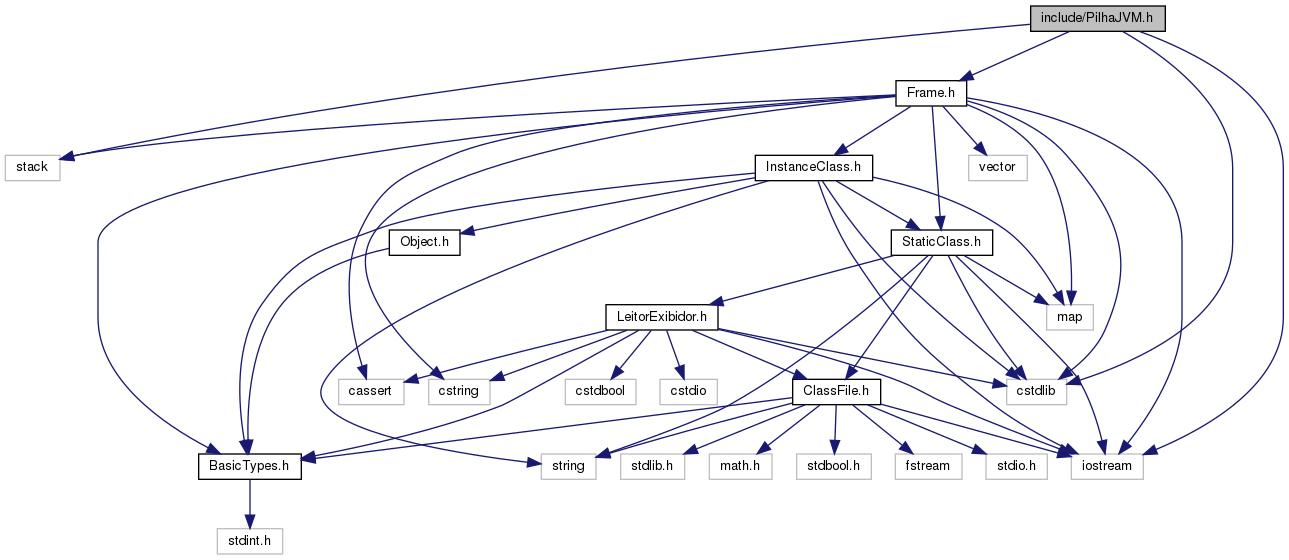 include/PilhaJVM.h
Frame.h
stack
InstanceClass.h
vector
Object.h
StaticClass.h
LeitorExibidor.h
map
cassert
cstring
cstdbool
cstdio
ClassFile.h
cstdlib
BasicTypes.h
string
stdlib.h
math.h
stdbool.h
fstream
stdio.h
iostream
stdint.h